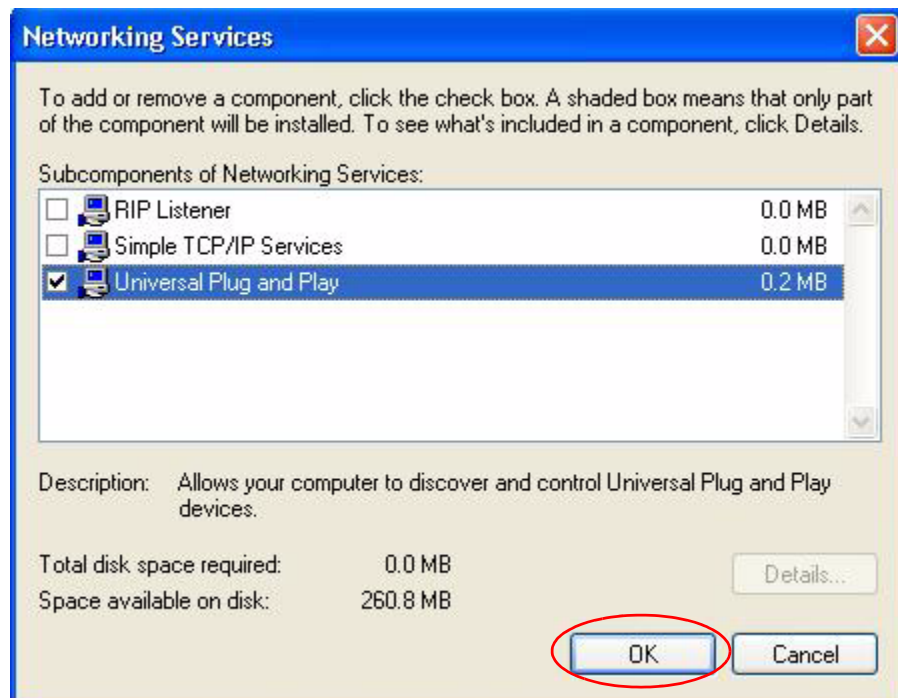 Networking Services
To add or remove a component, click the check box. A shaded box means that only part
of the component will be installed. To see what's included in a component, click Details.
Subcomponents of Networking Services:
RIP Listener 0.0 MB
Simple TCP/IP Services 0.0 MB
Universal Plug and Play 0.2 MB
Description: Allows your computer to discover and control Universal Plug and Play
devices.
Total disk space required: 0.0 MB
Space available on disk: 260.8 MB
Details...
OK Cancel